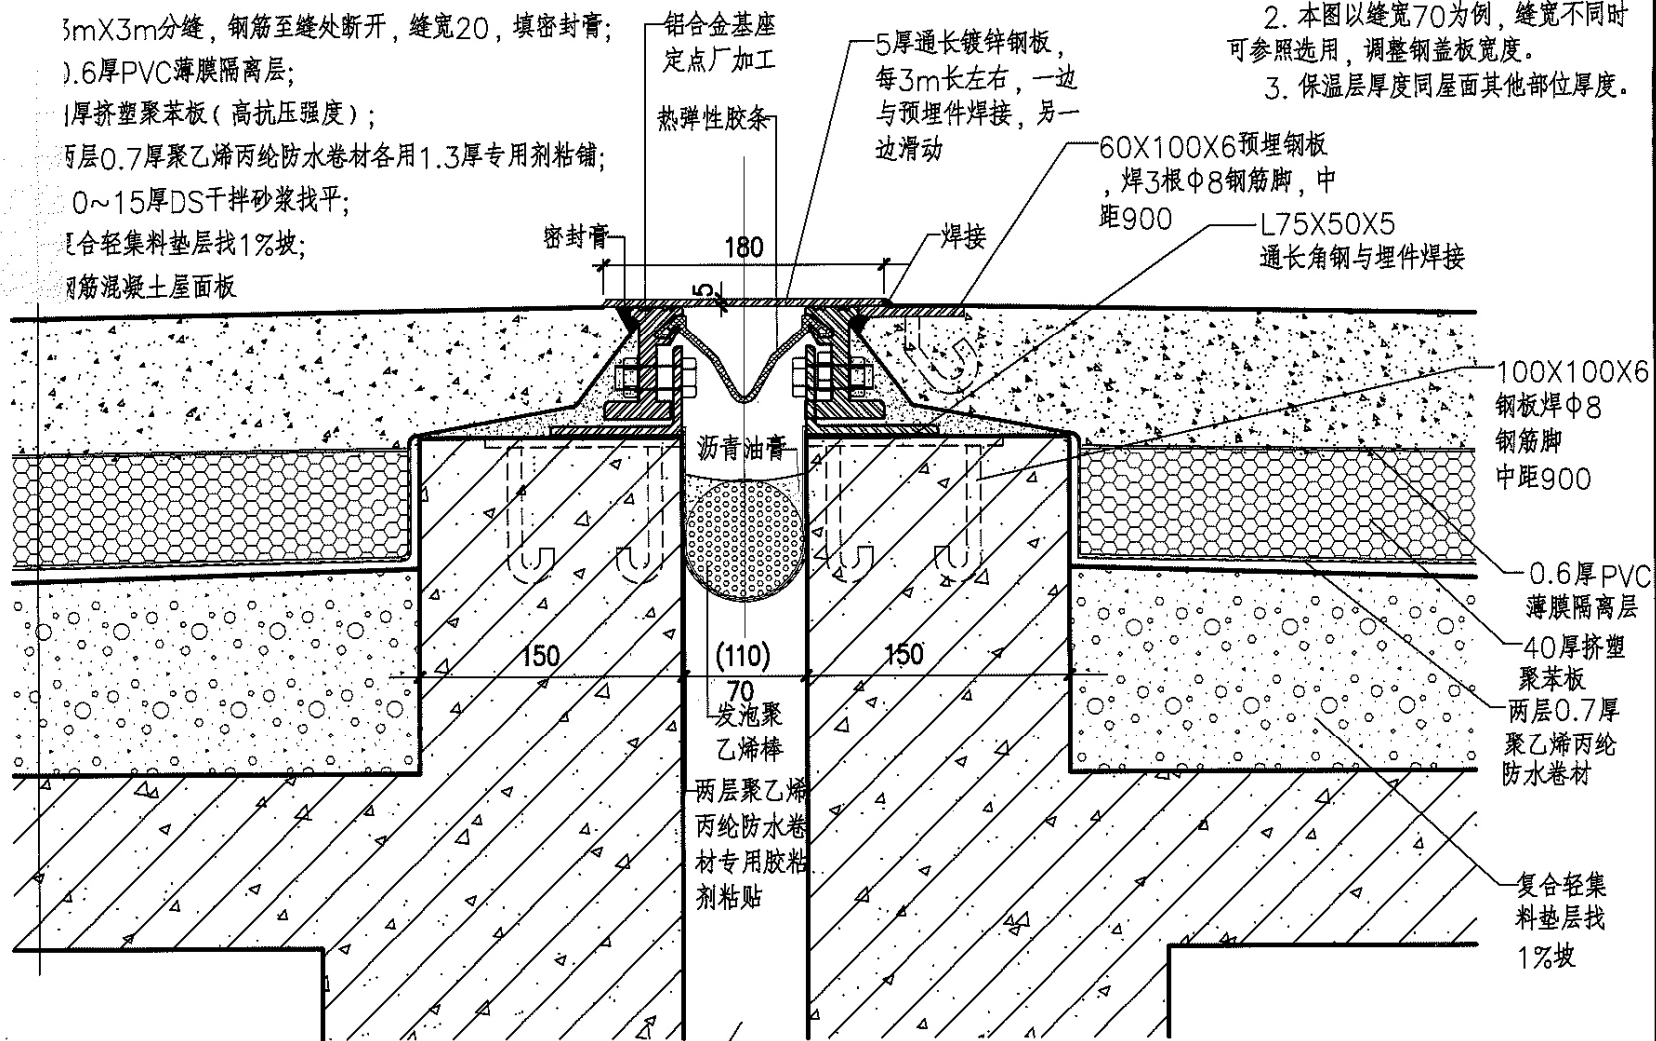 3mX3m分缝，钢筋至缝处断开，缝宽20，填密封膏；
0.6厚PVC薄膜隔离层；
厚挤塑聚苯板（高抗压强度）；
两层0.7厚聚乙烯丙纶防水卷材各用1.3厚专用剂粘铺；
0~15厚DS干拌砂浆找平；
复合轻集料垫层找1%坡；
钢筋混凝土屋面板
铝合金基座
定点厂加工
热弹性胶条
5厚通长镀锌钢板，
每3m长左右，一边
与预埋件焊接，另一
边滑动
2. 本图以缝宽70为例，缝宽不同时
可参照选用，调整钢盖板宽度。
3. 保温层厚度同屋面其他部位厚度。
60X100X6预埋钢板
，焊3根Φ8钢筋脚，中
距900
L75X50X5
通长角钢与埋件焊接
密封膏
180
焊接
5
100X100X6
钢板焊Φ8
钢筋脚
中距900
沥青油膏
0.6厚PVC
薄膜隔离层
40厚挤塑
聚苯板
两层0.7厚
聚乙烯丙纶
防水卷材
150
(110)
70
150
发泡聚
乙烯棒
两层聚乙烯
丙纶防水卷
材专用胶粘
剂粘贴
复合轻集
料垫层找
1%坡